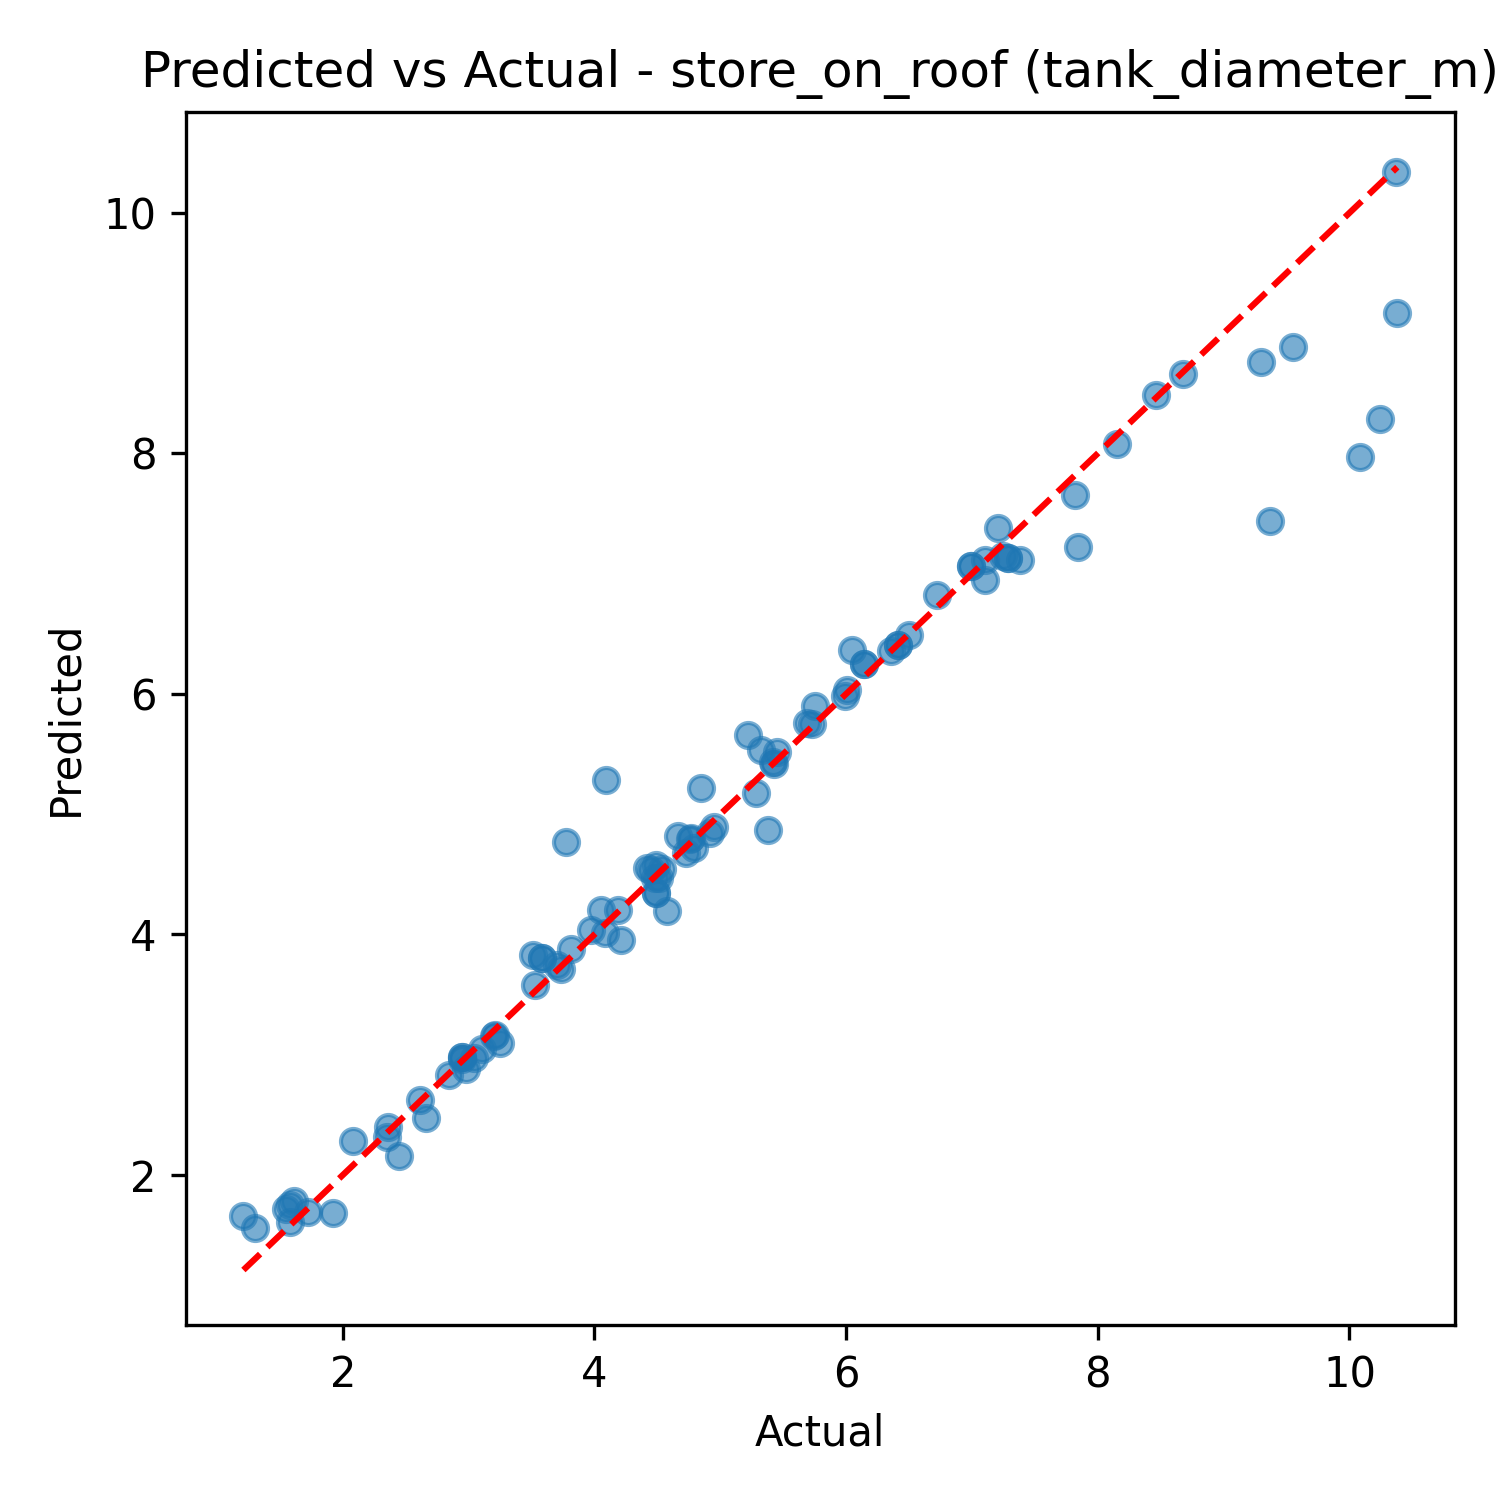 Predicted vs Actual - store_on_roof (tank_diameter_m)
10
8
6
4
2
Predicted
2 4 6 8 10
Actual